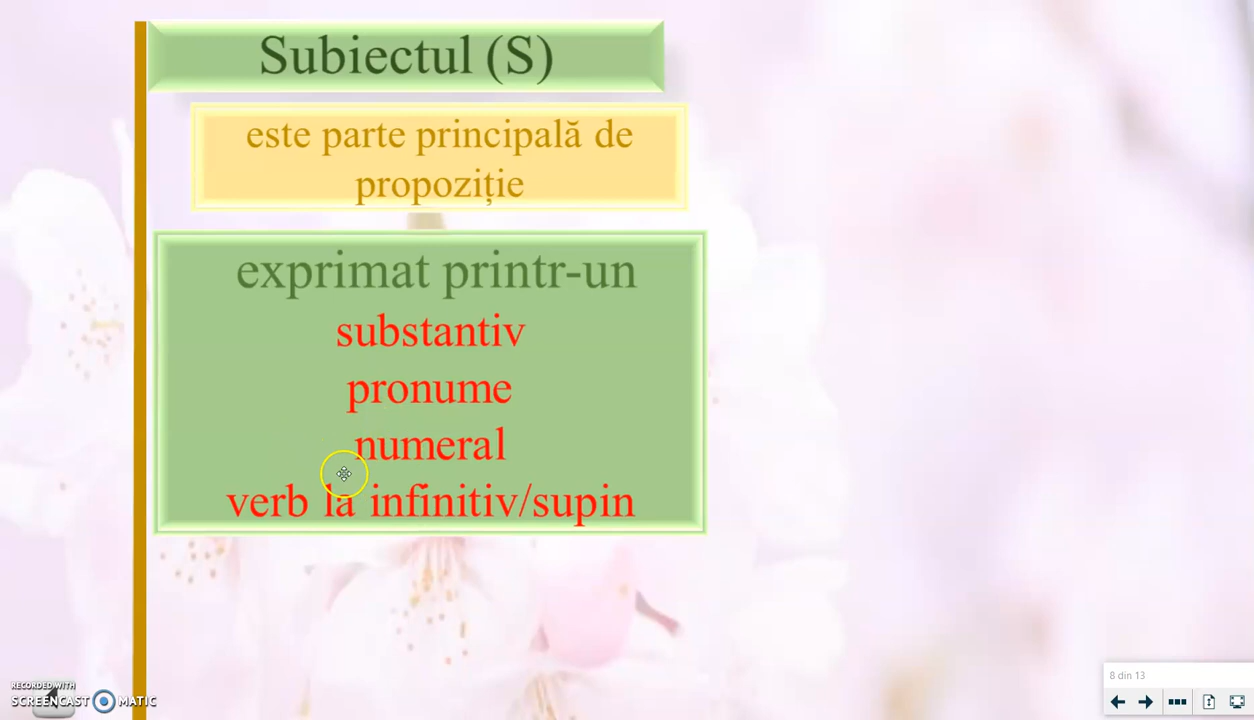 Subiectul (S)
este parte principală de
propoziție
exprimat printr-un
substantiv
pronume
numeral
verb la infinitiv/supin
8 din 13
RECORDED WITH
SCREENCAST MATIC